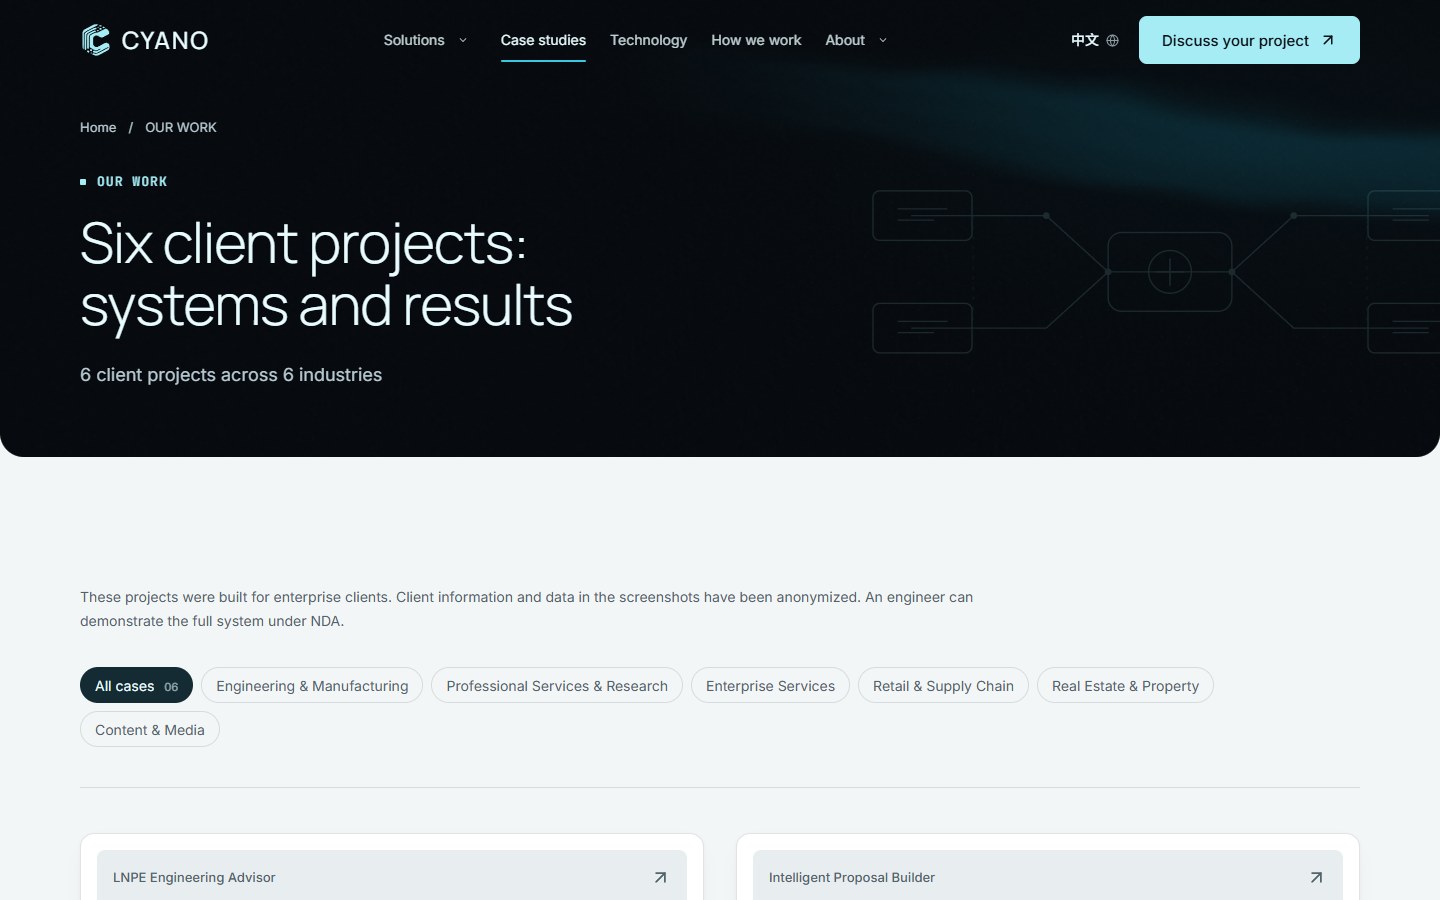 CYANO
Solutions
Case studies
Technology
How we work
About
中文
Discuss your project
Home / OUR WORK
OUR WORK
Six client projects:
systems and results
6 client projects across 6 industries
These projects were built for enterprise clients. Client information and data in the screenshots have been anonymized. An engineer can
demonstrate the full system under NDA.
All cases 06
Engineering & Manufacturing
Professional Services & Research
Enterprise Services
Retail & Supply Chain
Real Estate & Property
Content & Media
LNPE Engineering Advisor
Intelligent Proposal Builder